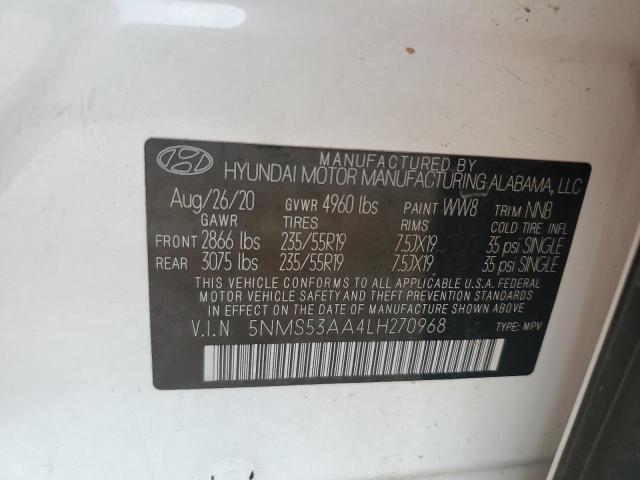 MANUFACTURED BY
HYUNDAI MOTOR MANUFACTURING ALABAMA, LLC
Aug/26/20 GVWR 4960 lbs PAINT WW8 TRIM NNB
GAWR TIRES RIMS COLD TIRE INFL
FRONT 2866 lbs 235/55R19 7.5JX19 35 psi SINGLE
REAR 3075 lbs 235/55R19 7.5JX19 35 psi SINGLE
THIS VEHICLE CONFORMS TO ALL APPLICABLE U.S.A. FEDERAL
MOTOR VEHICLE SAFETY, BUMPER, AND THEFT PREVENTION
STANDARDS IN EFFECT ON THE DATE OF MANUFACTURE SHOWN ABOVE
V.I.N 5NMS53AA4LH270968 TYPE: MPV